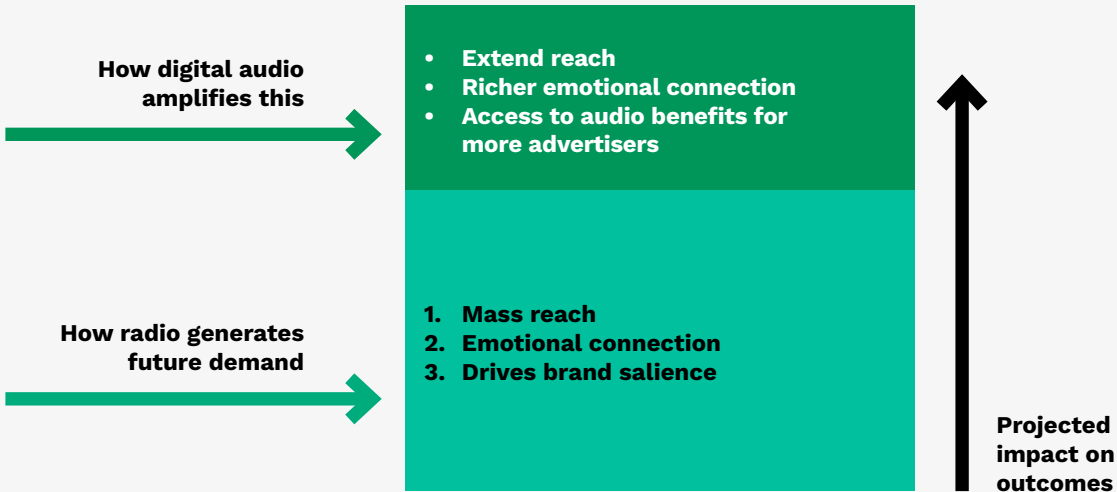 How digital audio
amplifies this
• Extend reach
• Richer emotional connection
• Access to audio benefits for
more advertisers
How radio generates
future demand
1. Mass reach
2. Emotional connection
3. Drives brand salience
Projected
impact on
outcomes